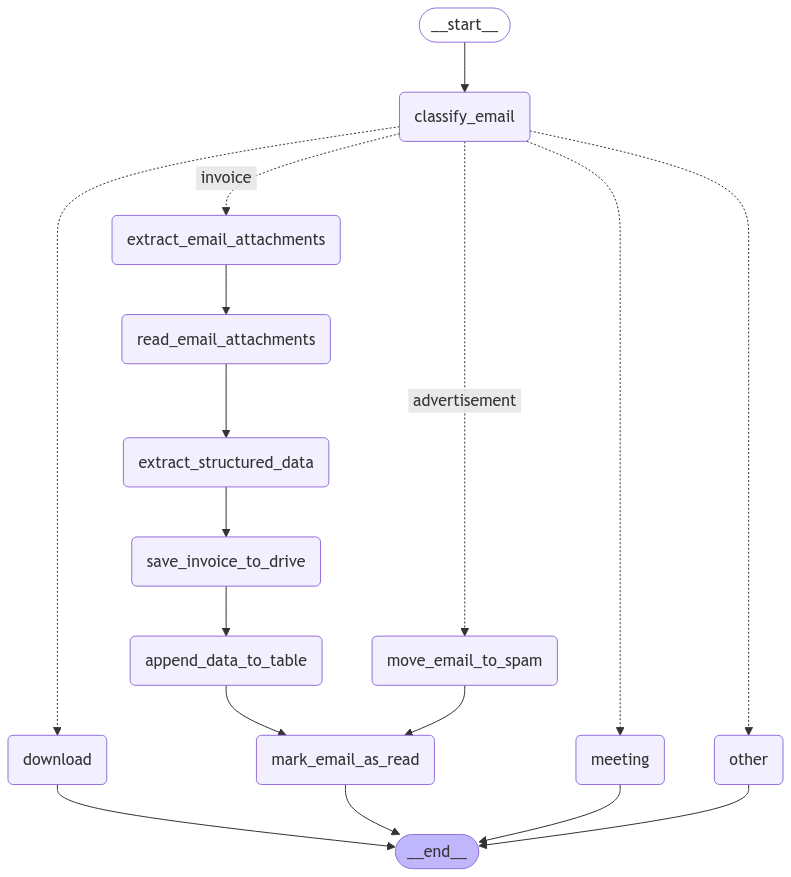 __start__
classify_email
invoice
extract_email_attachments
read_email_attachments
advertisement
extract_structured_data
save_invoice_to_drive
append_data_to_table
move_email_to_spam
download
mark_email_as_read
meeting
other
__end__